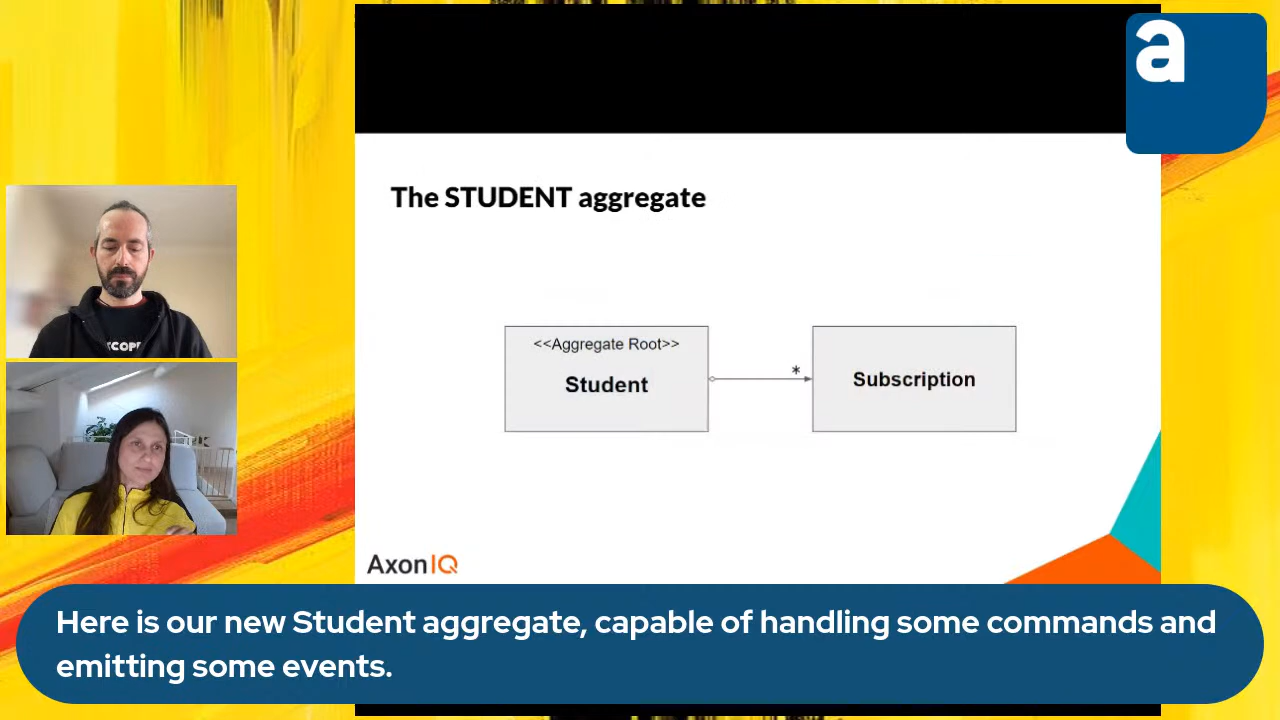 a
The STUDENT aggregate
<<Aggregate Root>>
Student
*
Subscription
SCOPE
AxonIQ
Here is our new Student aggregate, capable of handling some commands and
emitting some events.